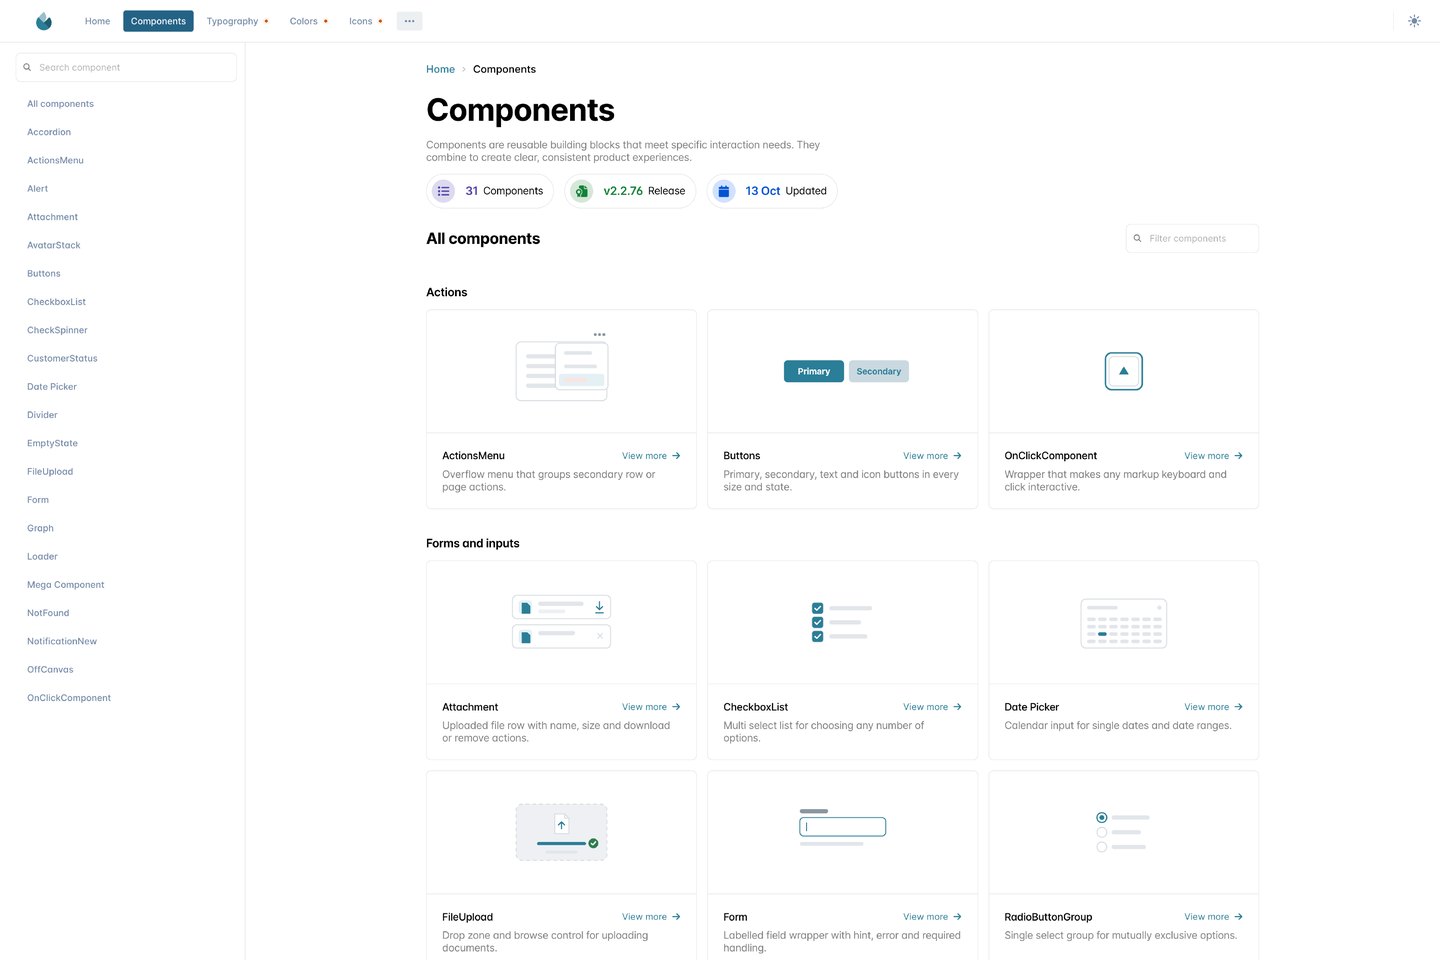 Home
Components
Typography
Colors
Icons
Search component
All components
Accordion
ActionsMenu
Alert
Attachment
AvatarStack
Buttons
CheckboxList
CheckSpinner
CustomerStatus
Date Picker
Divider
EmptyState
FileUpload
Form
Graph
Loader
Mega Component
NotFound
NotificationNew
OffCanvas
OnClickComponent
Home > Components
Components
Components are reusable building blocks that meet specific interaction needs. They
combine to create clear, consistent product experiences.
31 Components
v2.2.76 Release
13 Oct Updated
All components
Filter components
Actions
Primary
Secondary
ActionsMenu
View more →
Overflow menu that groups secondary row or
page actions.
Buttons
View more →
Primary, secondary, text and icon buttons in every
size and state.
OnClickComponent
View more →
Wrapper that makes any markup keyboard and
click interactive.
Forms and inputs
Attachment
View more →
Uploaded file row with name, size and download
or remove actions.
CheckboxList
View more →
Multi select list for choosing any number of
options.
Date Picker
View more →
Calendar input for single dates and date ranges.
FileUpload
View more →
Drop zone and browse control for uploading
documents.
Form
View more →
Labelled field wrapper with hint, error and required
handling.
RadioButtonGroup
View more →
Single select group for mutually exclusive options.